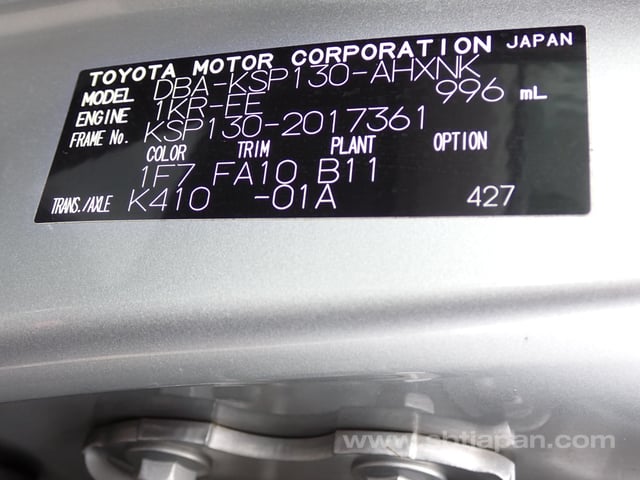 TOYOTA MOTOR CORPORATION JAPAN
MODEL DBA-KSP130-AHXNK
ENGINE 1KR-FE 996 mL
FRAME No. KSP130-2017361
COLOR TRIM PLANT OPTION
1F7 FA10 B11
TRANS./AXLE K410 -01A 427
www.sbtjapan.com